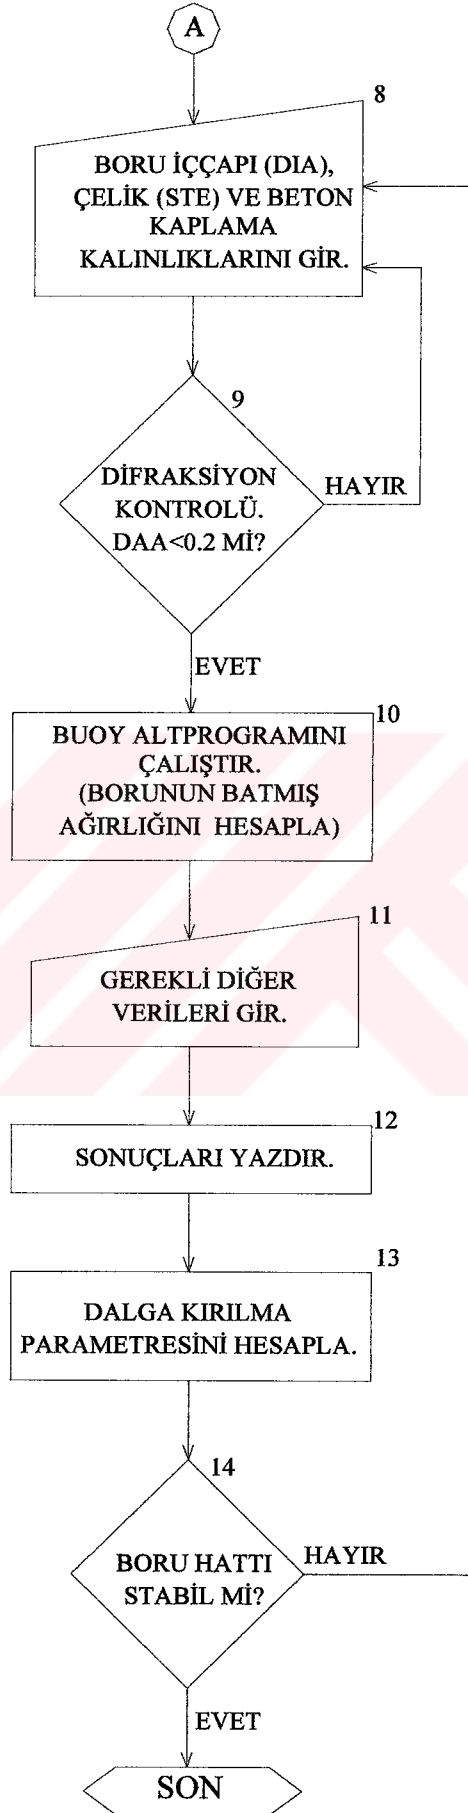 A
8
BORU İÇÇAPI (DIA),
ÇELİK (STE) VE BETON
KAPLAMA
KALINLIKLARINI GİR.
9
DİFRAKSİYON
KONTROLÜ.
DAA<0.2 Mİ?
HAYIR
EVET
10
BUOY ALTPROGRAMINI
ÇALIŞTIR.
(BORUNUN BATMIŞ
AĞIRLIĞINI HESAPLA)
11
GEREKLİ DİĞER
VERİLERİ GİR.
12
SONUÇLARI YAZDIR.
13
DALGA KIRILMA
PARAMETRESİNİ HESAPLA.
14
BORU HATTI
STABİL Mİ?
HAYIR
EVET
SON